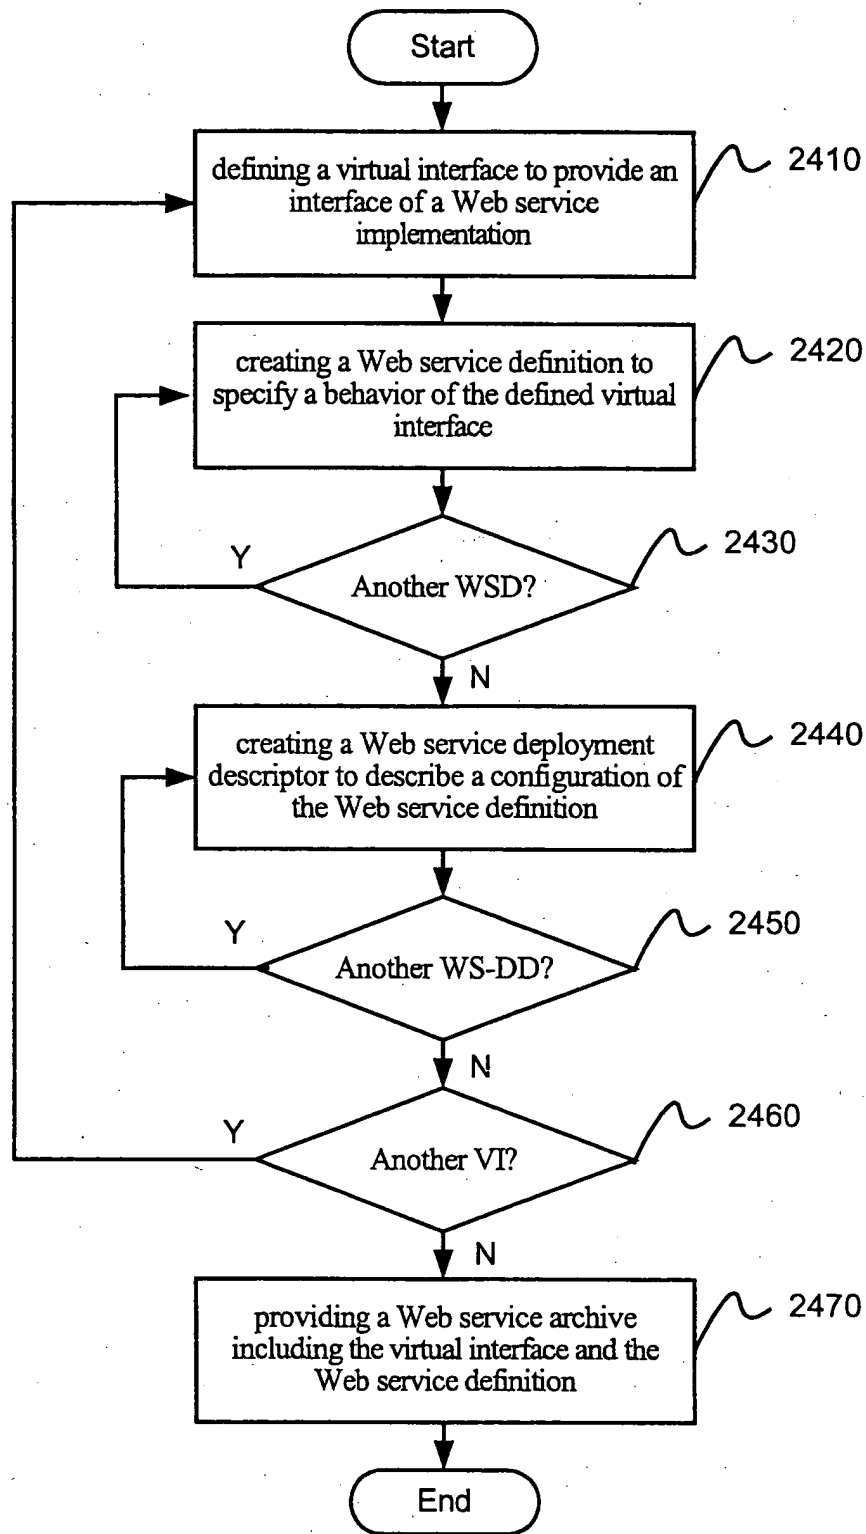 Start
defining a virtual interface to provide an
interface of a Web service
implementation
2410
creating a Web service definition to
specify a behavior of the defined virtual
interface
2420
Y
Another WSD?
2430
N
creating a Web service deployment
descriptor to describe a configuration of
the Web service definition
2440
Y
Another WS-DD?
2450
N
Y
Another VI?
2460
N
providing a Web service archive
including the virtual interface and the
Web service definition
2470
End